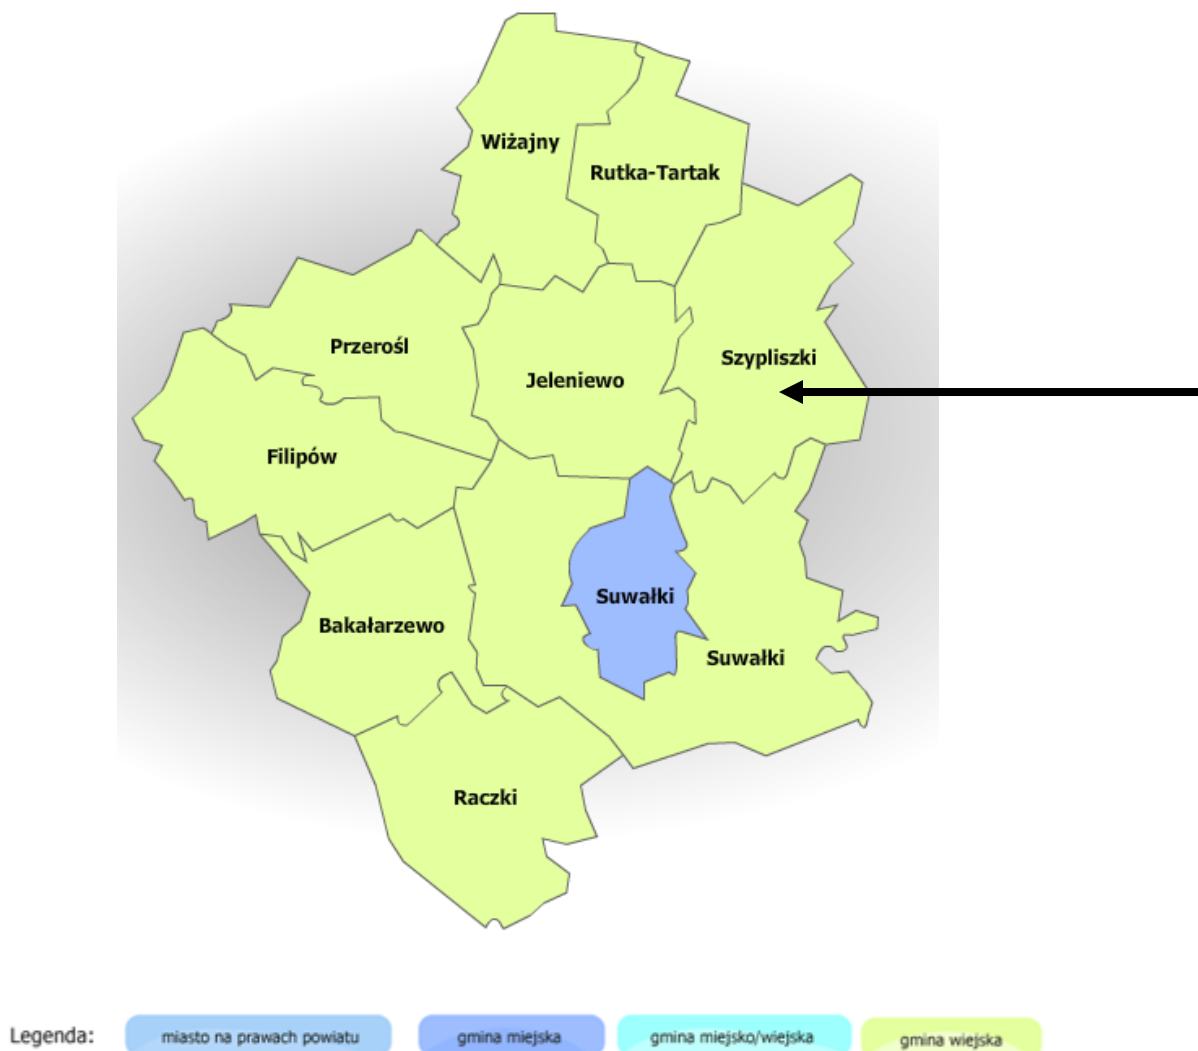 Wiżajny
Rutka-Tartak
Przerośl
Szypliszki
Jeleniewo
Filipów
Suwałki
Bakałarzewo
Suwałki
Raczki
Legenda: miasto na prawach powiatu gmina miejska gmina miejsko/wiejska gmina wiejska